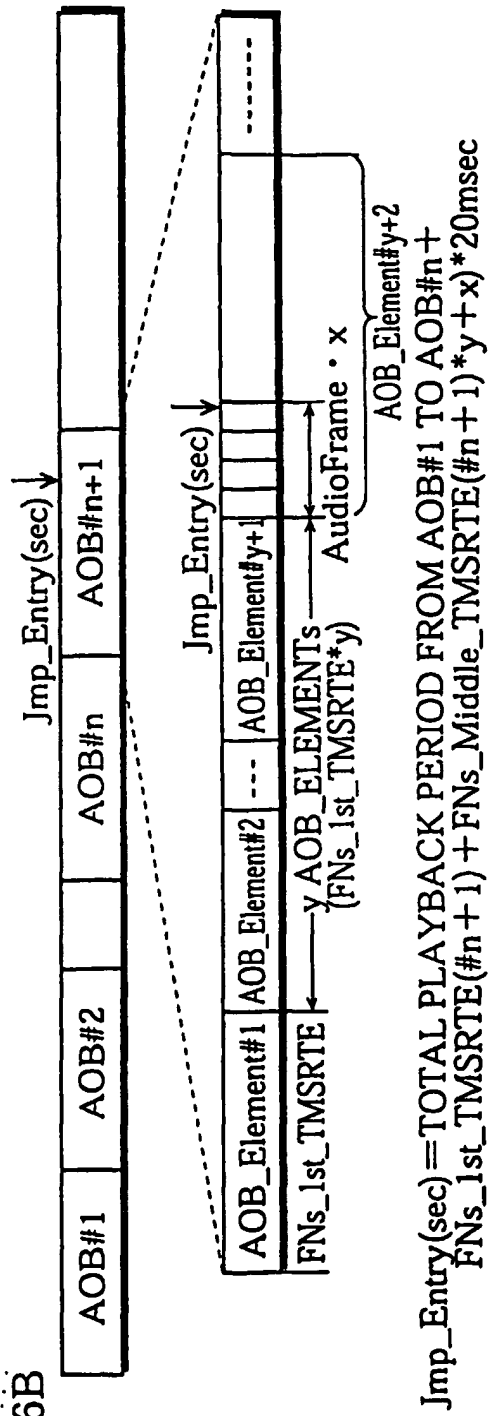 6B
Jmp_Entry(sec)
AOB#1 AOB#2 AOB#n AOB#n+1
Jmp_Entry(sec)
AOB_Element#1 AOB_Element#2 --- AOB_Element#y+1 -------
FNs_1st_TMSRTE y AOB_ELEMENTs AudioFrame・x
(FNs_1st_TMSRTE*y)
AOB_Element#y+2
Jmp_Entry(sec)=TOTAL PLAYBACK PERIOD FROM AOB#1 TO AOB#n+
FNs_1st_TMSRTE(#n+1)+FNs_Middle_TMSRTE(#n+1)*y+x)*20msec